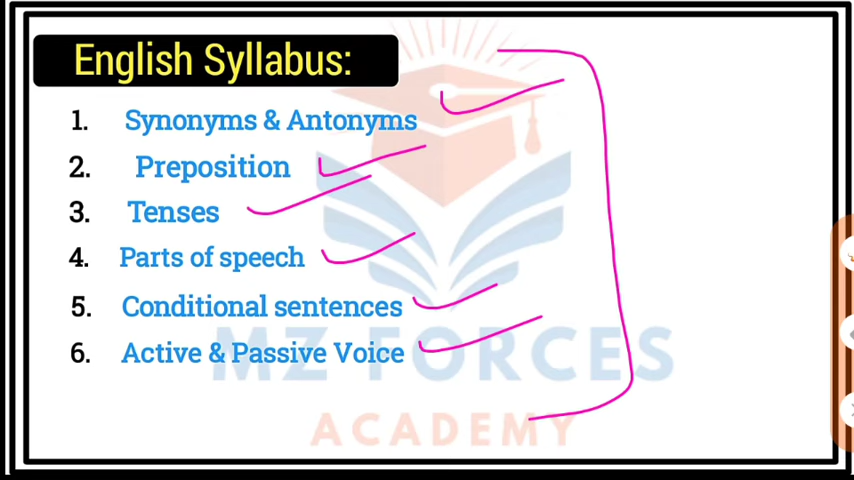 English Syllabus:
1. Synonyms & Antonyms
2. Preposition
3. Tenses
4. Parts of speech
5. Conditional sentences
6. Active & Passive Voice
MZ FORCES
ACADEMY